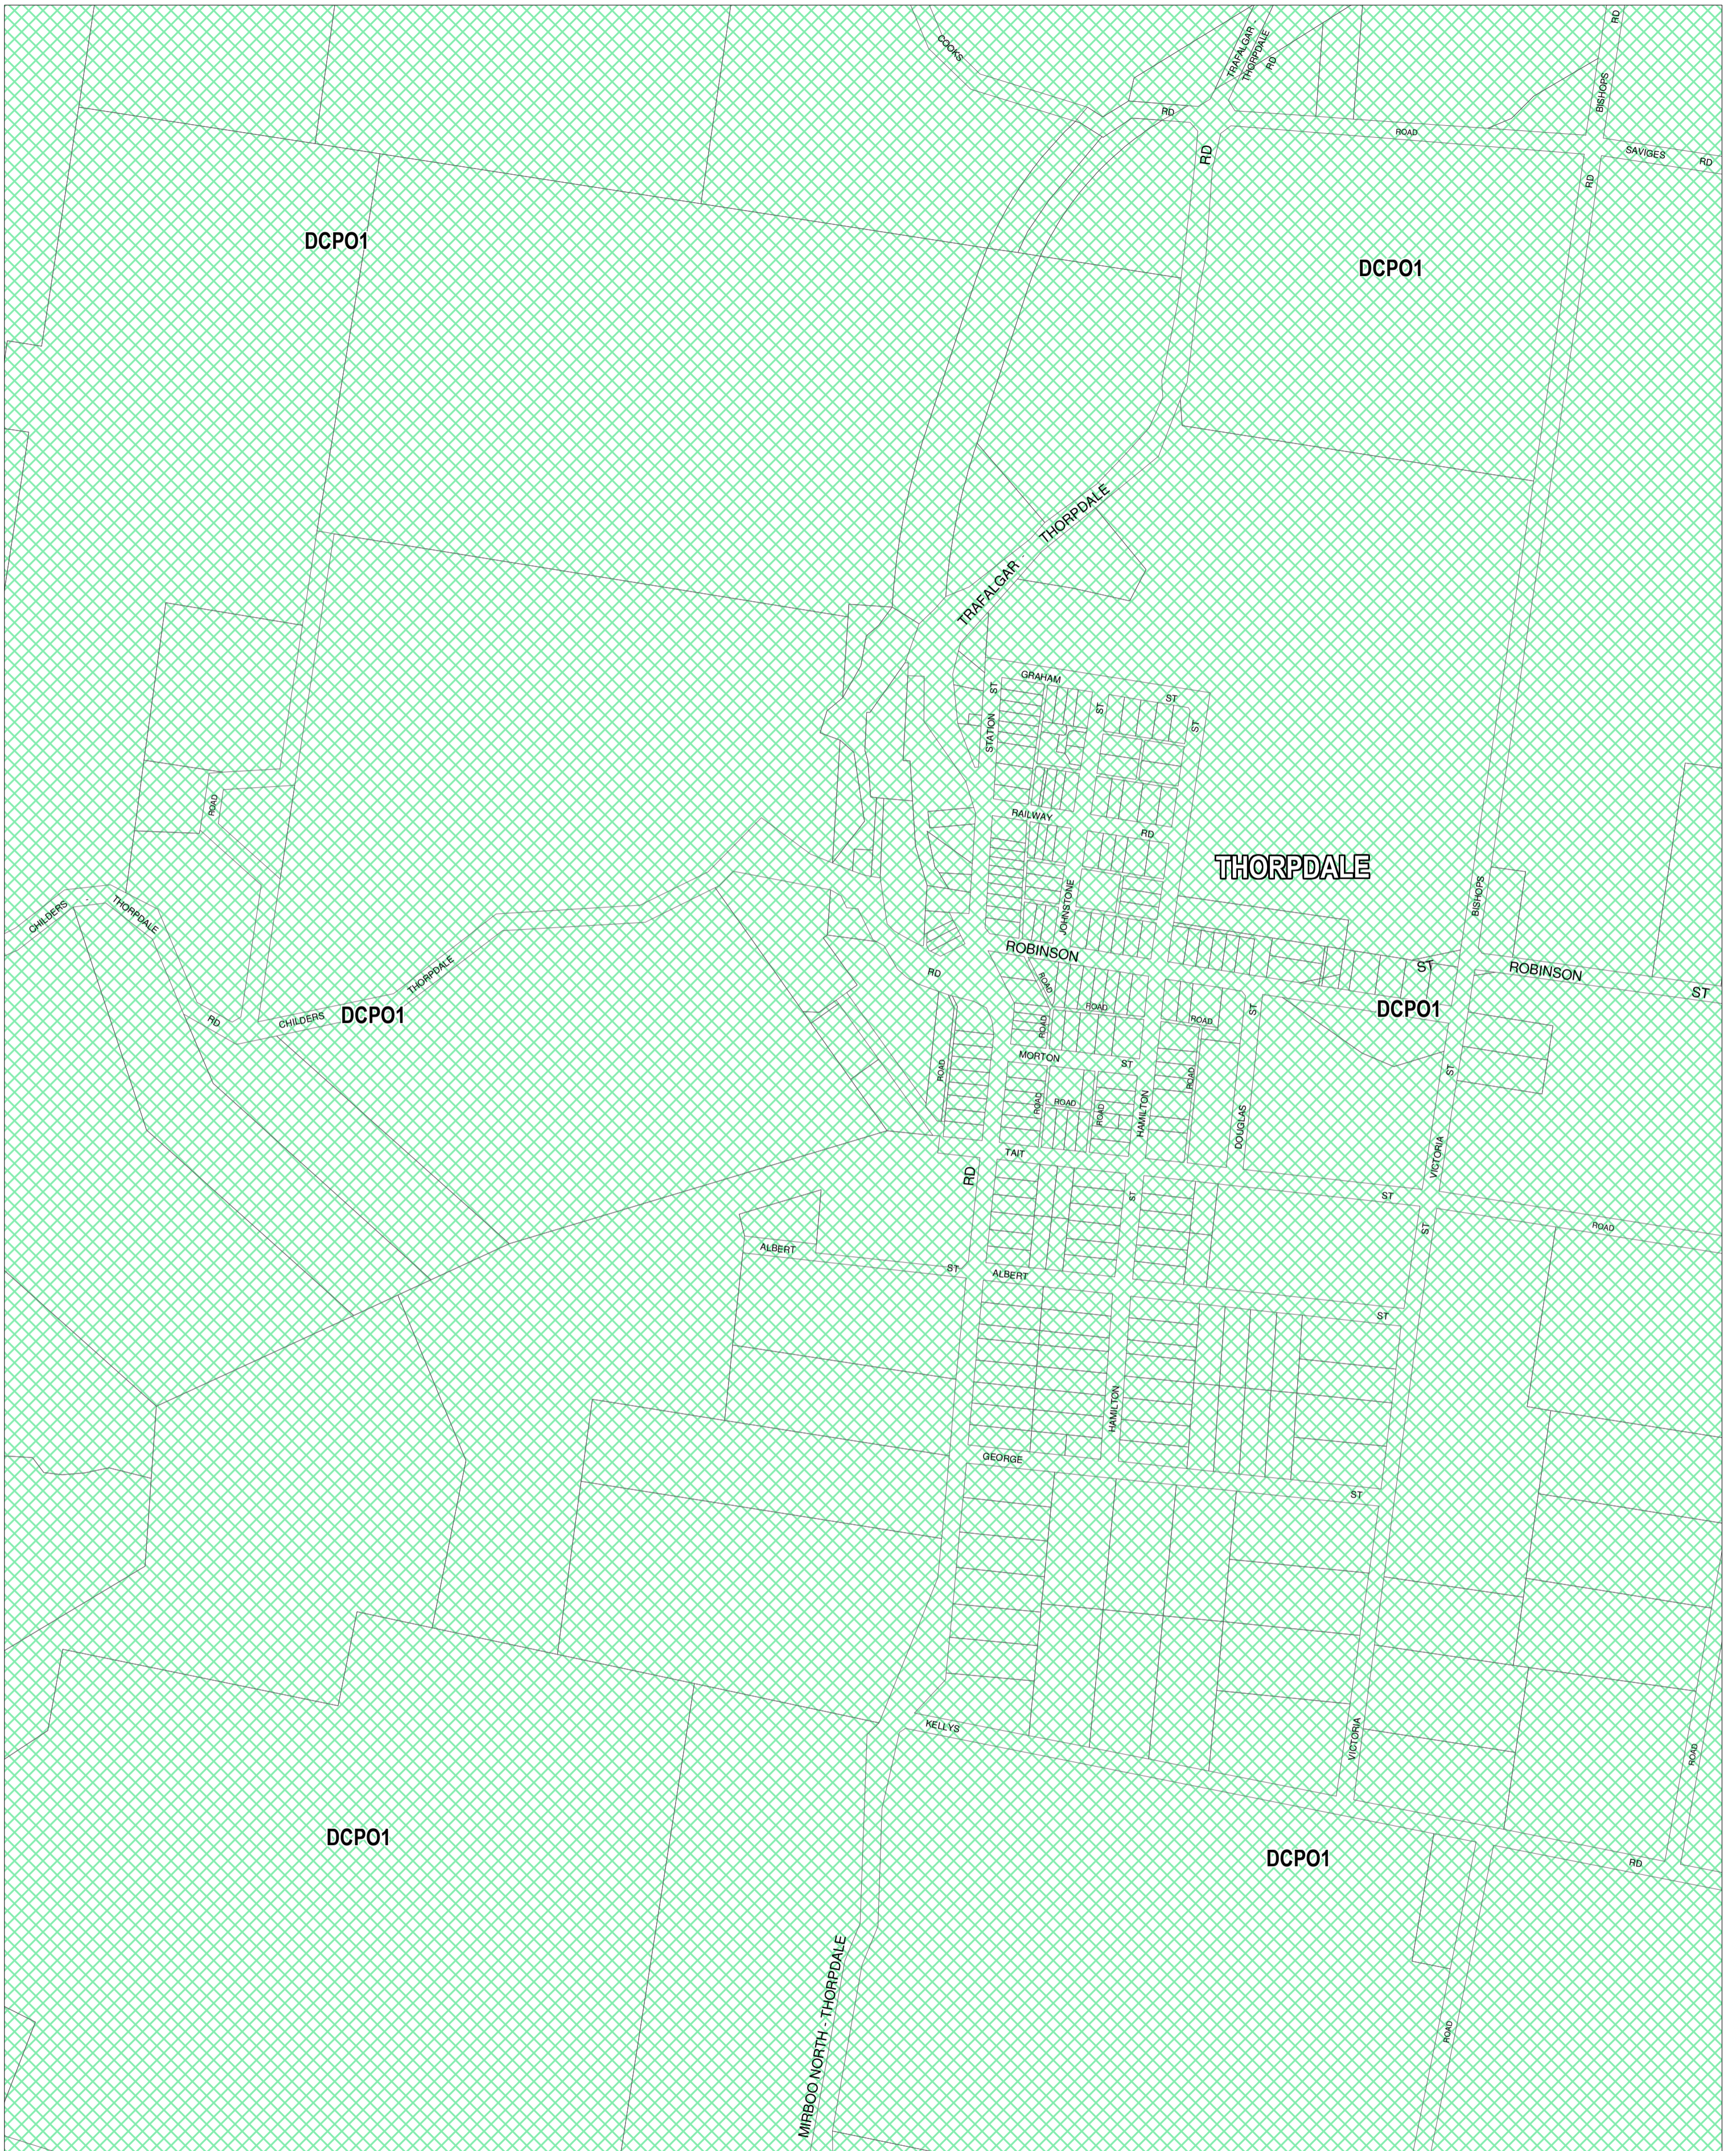 COOKS
RD
TRAFALGAR -
THORPDALE
RD
RD
BISHOPS
ROAD
SAVIGES RD
RD
RD
DCPO1
DCPO1
TRAFALGAR - THORPDALE
GRAHAM ST
ST
STATION
ST
ST
ROAD
RAILWAY RD
THORPDALE
JOHNSTONE
BISHOPS
CHILDERS - THORPDALE
RD
CHILDERS
THORPDALE
RD
DCPO1
ROBINSON ST
ROBINSON ST
DCPO1
ROAD
ROAD
ROAD
ROAD
ST
MORTON ST
ROAD
ROAD
ROAD
ROAD
ROAD
HAMILTON
DOUGLAS
ST
VICTORIA
TAIT ST
RD
ST
ST
ROAD
ALBERT ST
ALBERT ST
HAMILTON
GEORGE ST
KELLYS RD
VICTORIA
ROAD
DCPO1
DCPO1
MIRBOO NORTH - THORPDALE
ROAD